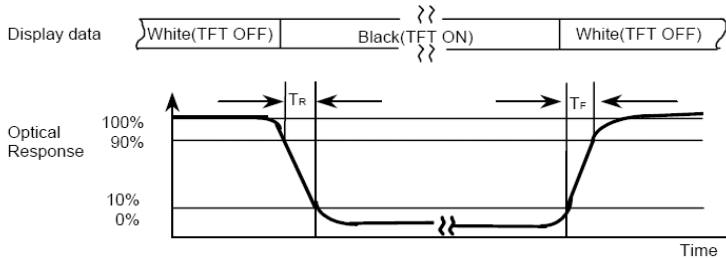 Display data White(TFT OFF) Black(TFT ON) White(TFT OFF)
TR TF
Optical
Response
100%
90%
10%
0%
Time